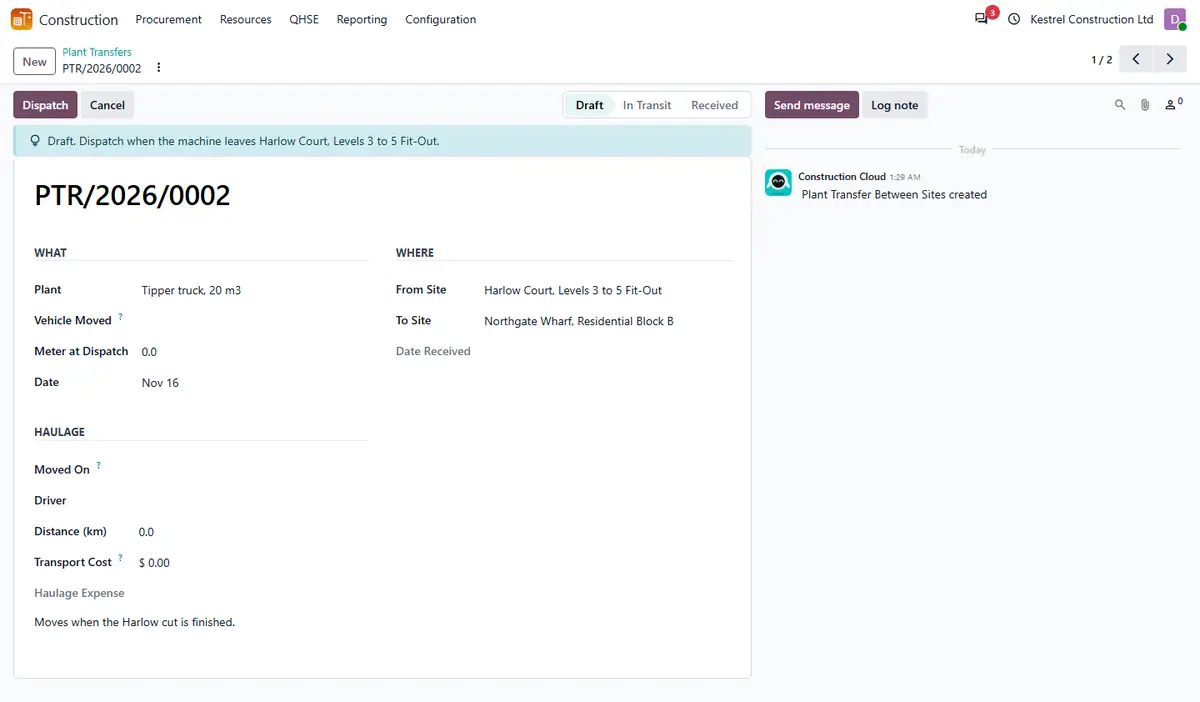 Construction Procurement Resources QHSE Reporting Configuration 3 Kestrel Construction Ltd D
New Plant Transfers
PTR/2026/0002 1 / 2
Dispatch Cancel Draft In Transit Received Send message Log note 0
Draft. Dispatch when the machine leaves Harlow Court, Levels 3 to 5 Fit-Out.
Today
Construction Cloud 1:29 AM
Plant Transfer Between Sites created
PTR/2026/0002
WHAT WHERE
Plant Tipper truck, 20 m3 From Site Harlow Court, Levels 3 to 5 Fit-Out
Vehicle Moved ? To Site Northgate Wharf, Residential Block B
Meter at Dispatch 0.0 Date Received
Date Nov 16
HAULAGE
Moved On ?
Driver
Distance (km) 0.0
Transport Cost ? $ 0.00
Haulage Expense
Moves when the Harlow cut is finished.